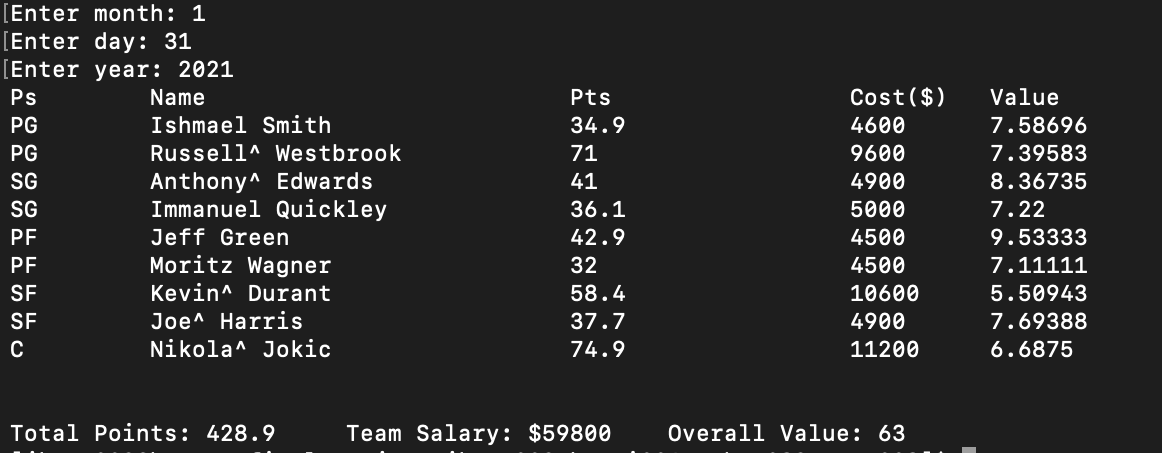 [Enter month: 1
[Enter day: 31
[Enter year: 2021
Ps Name Pts Cost($) Value
PG Ishmael Smith 34.9 4600 7.58696
PG Russell^ Westbrook 71 9600 7.39583
SG Anthony^ Edwards 41 4900 8.36735
SG Immanuel Quickley 36.1 5000 7.22
PF Jeff Green 42.9 4500 9.53333
PF Moritz Wagner 32 4500 7.11111
SF Kevin^ Durant 58.4 10600 5.50943
SF Joe^ Harris 37.7 4900 7.69388
C Nikola^ Jokic 74.9 11200 6.6875
Total Points: 428.9 Team Salary: $59800 Overall Value: 63